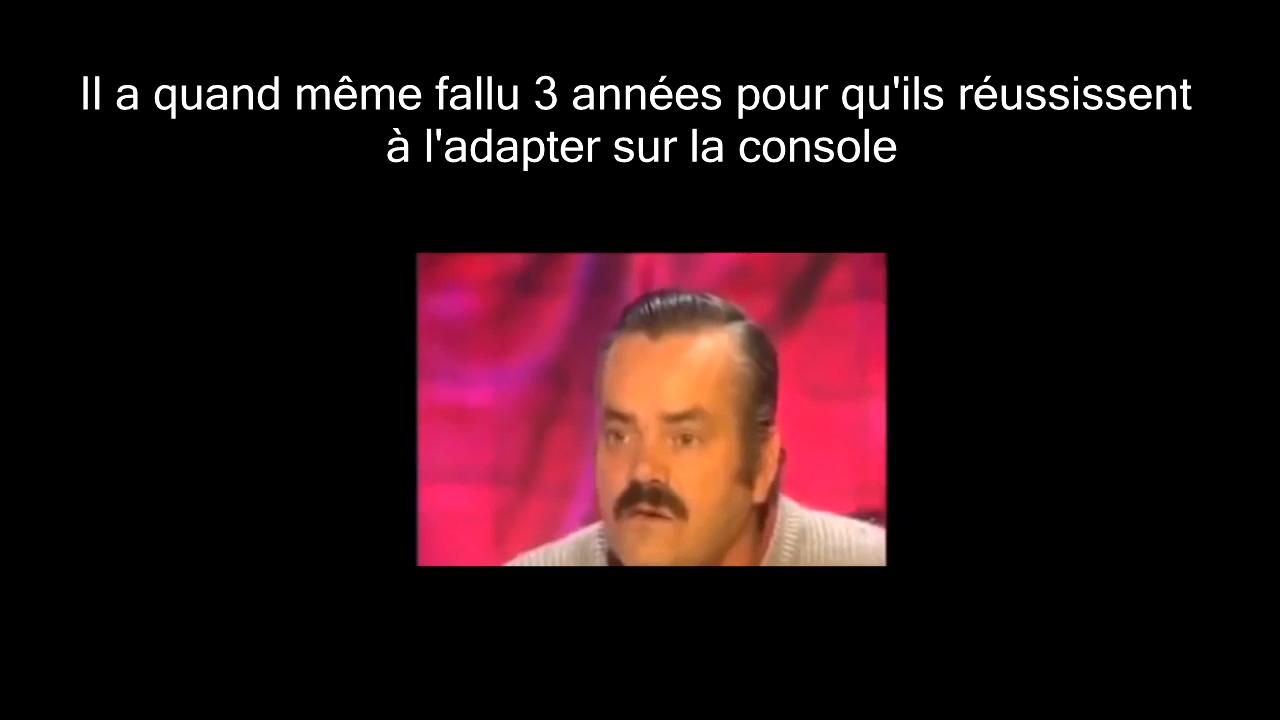 Il a quand même fallu 3 années pour qu'ils réussissent
à l'adapter sur la console